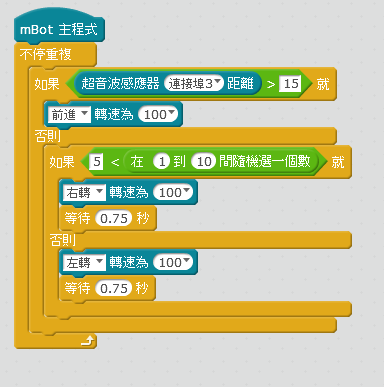 mBot 主程式
不停重複
如果 超音波感應器 連接埠3 距離 > 15 就
前進 轉速為 100
否則
如果 5 < 在 1 到 10 間隨機選一個數 就
右轉 轉速為 100
等待 0.75 秒
否則
左轉 轉速為 100
等待 0.75 秒